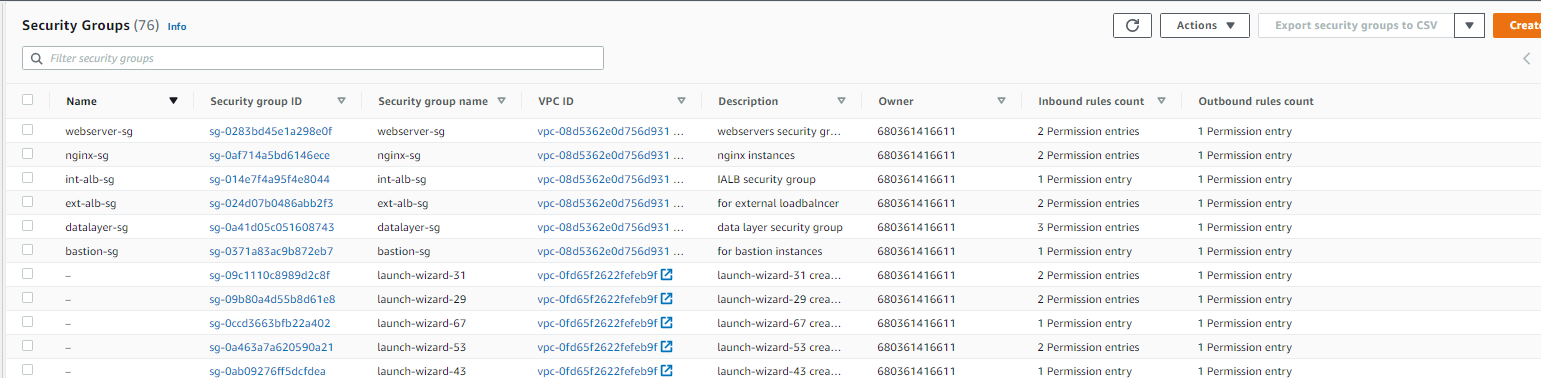 Security Groups (76) Info
Actions Export security groups to CSV Create
Filter security groups
Name Security group ID Security group name VPC ID Description Owner Inbound rules count Outbound rules count
webserver-sg sg-0283bd45e1a298e0f webserver-sg vpc-08d5362e0d756d931 ... webservers security gr... 680361416611 2 Permission entries 1 Permission entry
nginx-sg sg-0af714a5bd6146ece nginx-sg vpc-08d5362e0d756d931 ... nginx instances 680361416611 2 Permission entries 1 Permission entry
int-alb-sg sg-014e7f4a95f4e8044 int-alb-sg vpc-08d5362e0d756d931 ... IALB security group 680361416611 1 Permission entry 1 Permission entry
ext-alb-sg sg-024d07b0486abb2f3 ext-alb-sg vpc-08d5362e0d756d931 ... for external loadbalncer 680361416611 2 Permission entries 1 Permission entry
datalayer-sg sg-0a41d05c051608743 datalayer-sg vpc-08d5362e0d756d931 ... data layer security group 680361416611 3 Permission entries 1 Permission entry
bastion-sg sg-0371a83ac9b872eb7 bastion-sg vpc-08d5362e0d756d931 ... for bastion instances 680361416611 1 Permission entry 1 Permission entry
– sg-09c1110c8989d2c8f launch-wizard-31 vpc-0fd65f2622fefeb9f launch-wizard-31 crea... 680361416611 2 Permission entries 1 Permission entry
– sg-09b80a4d55b8d61e8 launch-wizard-29 vpc-0fd65f2622fefeb9f launch-wizard-29 crea... 680361416611 2 Permission entries 1 Permission entry
– sg-0ccd3663bfb22a402 launch-wizard-67 vpc-0fd65f2622fefeb9f launch-wizard-67 crea... 680361416611 1 Permission entry 1 Permission entry
– sg-0a463a7a620590a21 launch-wizard-53 vpc-0fd65f2622fefeb9f launch-wizard-53 crea... 680361416611 2 Permission entries 1 Permission entry
– sg-0ab09276ff5dcfdea launch-wizard-43 vpc-0fd65f2622fefeb9f launch-wizard-43 crea... 680361416611 1 Permission entry 1 Permission entry